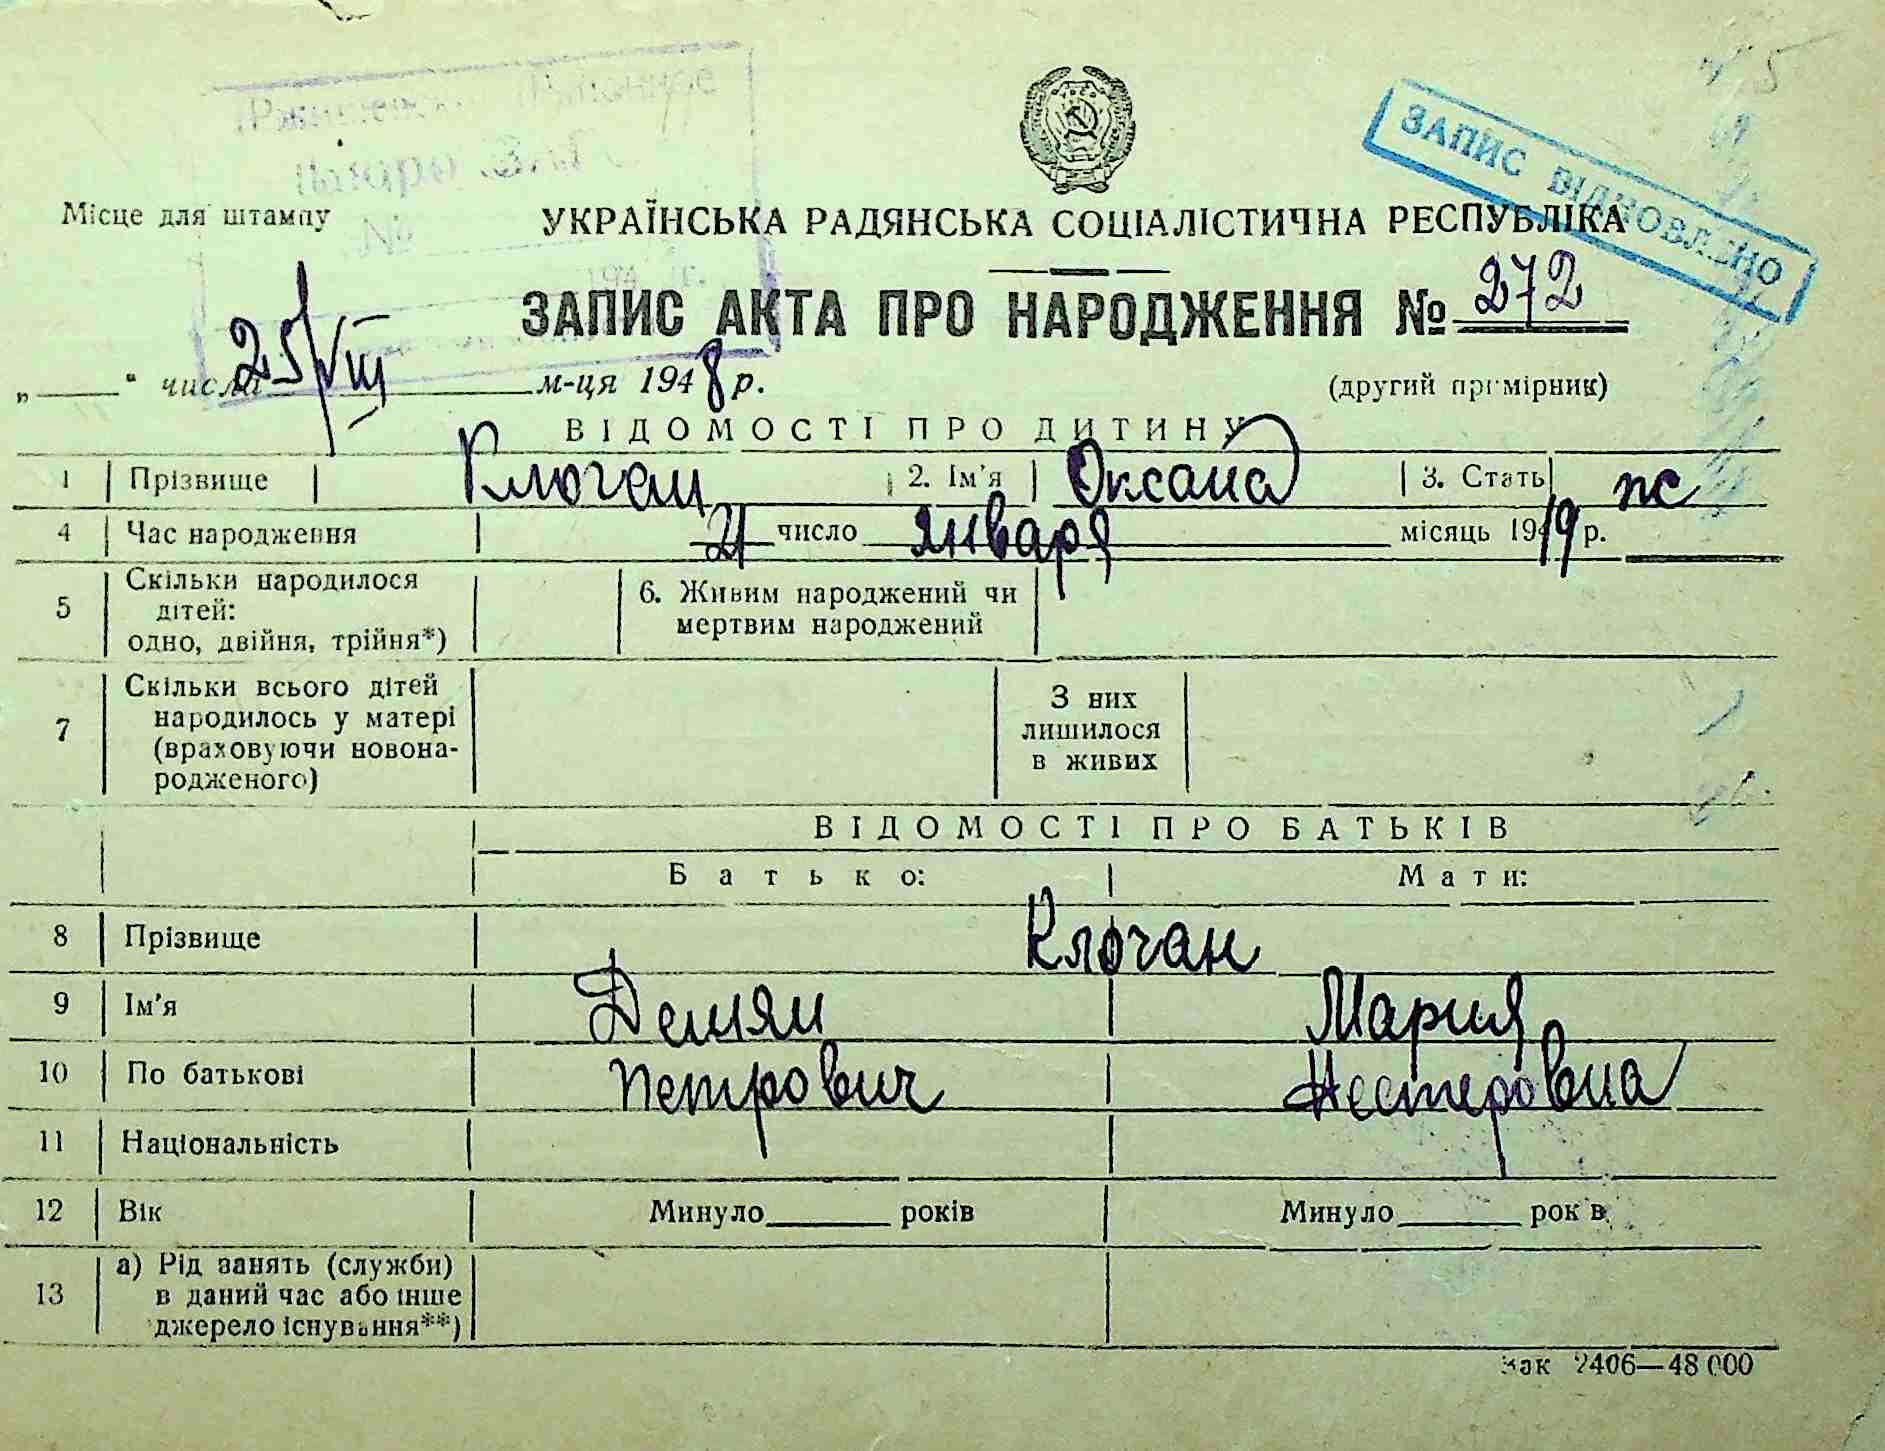 ЗАПИС ВІДНОВЛЕНО
Місце для штампу
УКРАЇНСЬКА РАДЯНСЬКА СОЦІАЛІСТИЧНА РЕСПУБЛІКА
№
ЗАПИС АКТА ПРО НАРОДЖЕННЯ № 272
„ “ числа 25/VIII м-ця 1948 р.
(другий примірник)
ВІДОМОСТІ ПРО ДИТИНУ
1 Прізвище Клочан 2. Ім'я Оксана 3. Стать ж
4 Час народження 21 число января місяць 1919 р.
5 Скільки народилося дітей: одно, двійня, трійня*) 6. Живим народжений чи мертвим народжений
7 Скільки всього дітей народилось у матері (враховуючи новонародженого) З них лишилося в живих
ВІДОМОСТІ ПРО БАТЬКІВ
Батько: Мати:
8 Прізвище Клочан
9 Ім'я Демян Мария
10 По батькові Петрович Нестеровна
11 Національність
12 Вік Минуло років Минуло років
13 а) Рід занять (служби) в даний час або інше джерело існування**)
Зак 2406—48 000